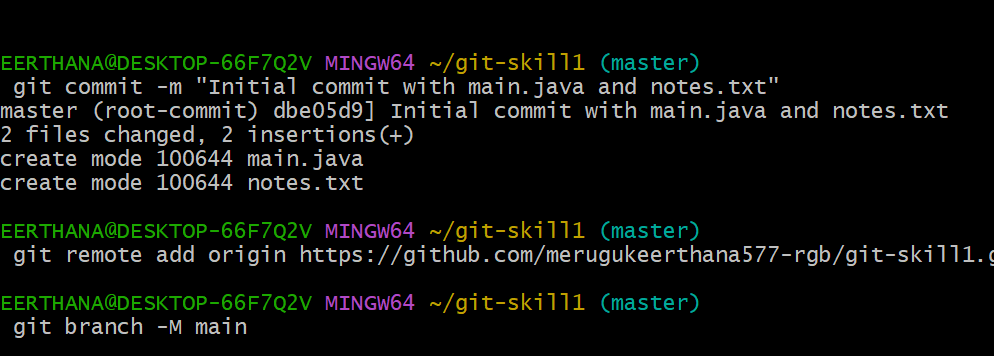 EERTHANA@DESKTOP-66F7Q2V MINGW64 ~/git-skill1 (master)
git commit -m "Initial commit with main.java and notes.txt"
master (root-commit) dbe05d9] Initial commit with main.java and notes.txt
2 files changed, 2 insertions(+)
create mode 100644 main.java
create mode 100644 notes.txt
EERTHANA@DESKTOP-66F7Q2V MINGW64 ~/git-skill1 (master)
git remote add origin https://github.com/merugukeerthana577-rgb/git-skill1.g
EERTHANA@DESKTOP-66F7Q2V MINGW64 ~/git-skill1 (master)
git branch -M main